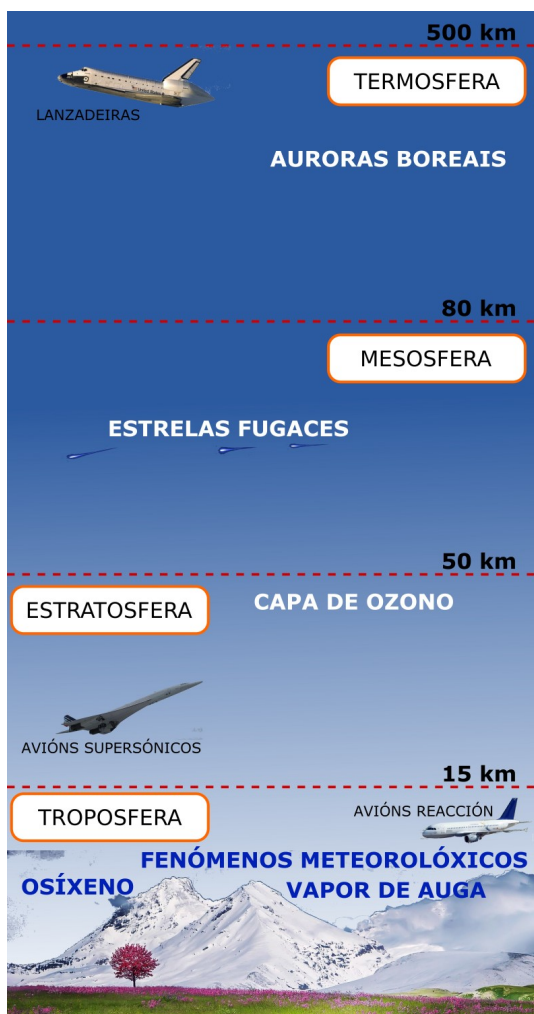 500 km
TERMOSFERA
LANZADEIRAS
AURORAS BOREAIS
80 km
MESOSFERA
ESTRELAS FUGACES
50 km
ESTRATOSFERA
CAPA DE OZONO
AVIÓNS SUPERSÓNICOS
15 km
TROPOSFERA
AVIÓNS REACCIÓN
FENÓMENOS METEOROLÓXICOS
OSÍXENO
VAPOR DE AUGA